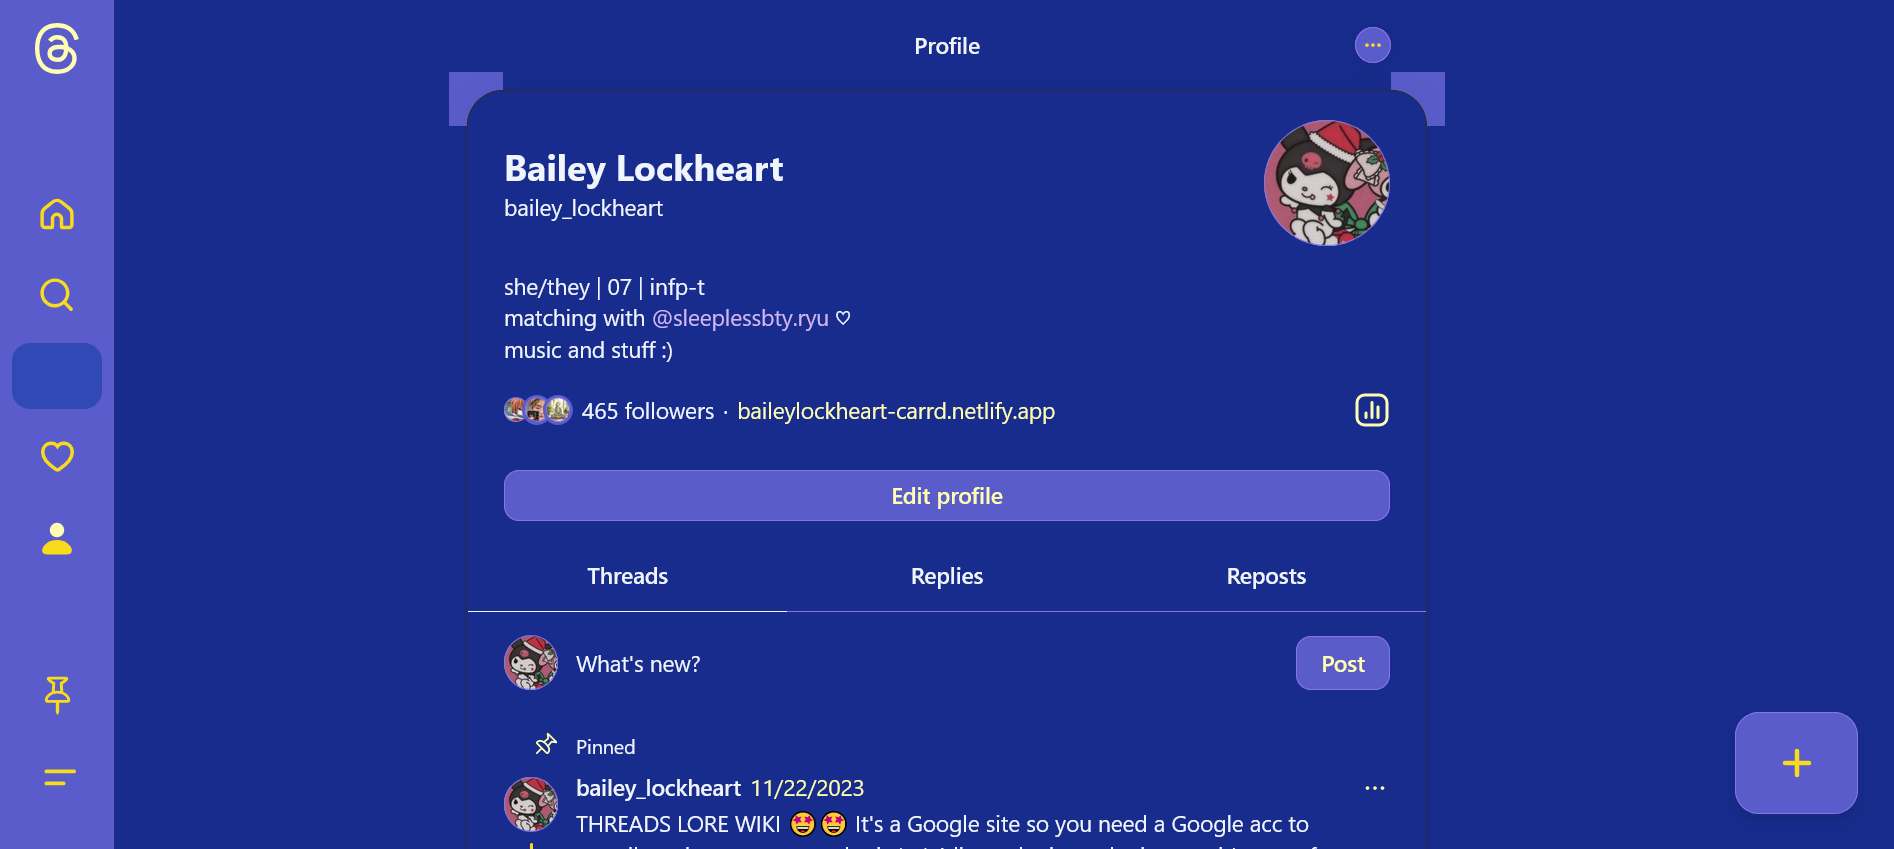 Profile
Bailey Lockheart
bailey_lockheart
she/they | 07 | infp-t
matching with @sleeplessbty.ryu ♡
music and stuff :)
465 followers · baileylockheart-carrd.netlify.app
Edit profile
Threads Replies Reposts
What's new?
Post
Pinned
bailey_lockheart 11/22/2023
THREADS LORE WIKI 🤩🤩 It's a Google site so you need a Google acc to